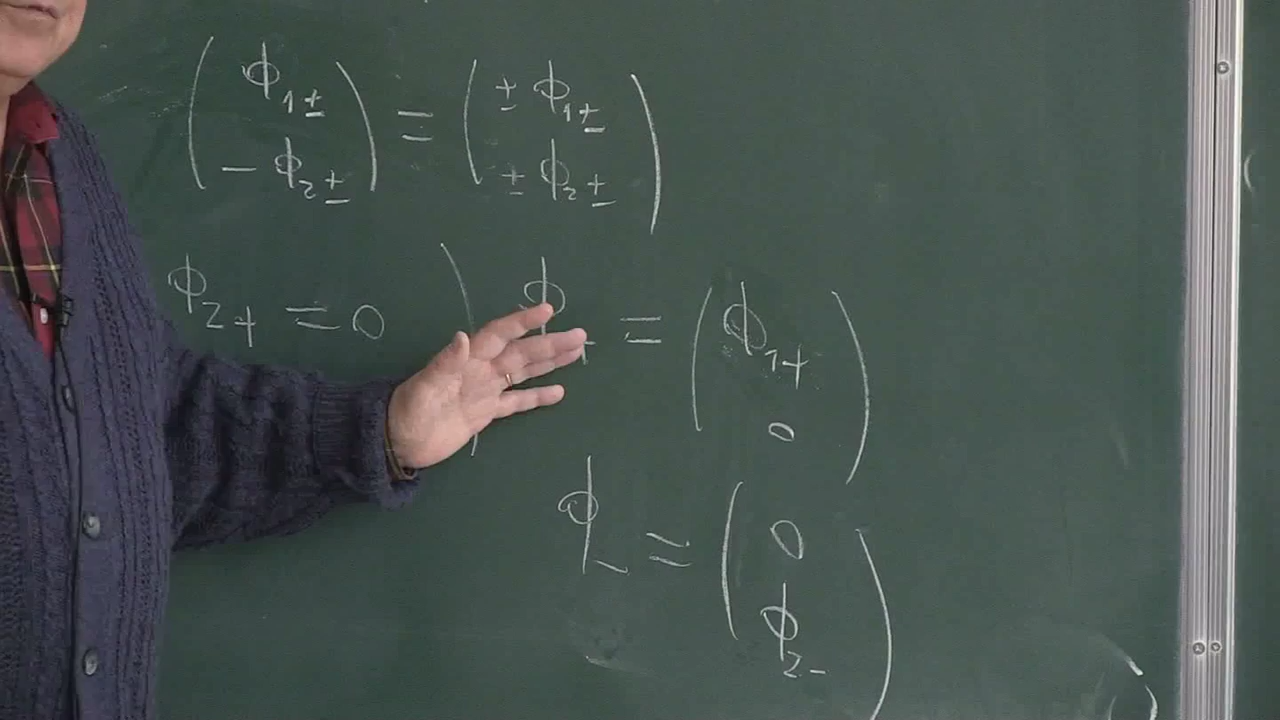 ( ϕ₁± ) = ( ± ϕ₁± )
( − ϕ₂± ) = ( ± ϕ₂± )
ϕ₂₊ = 0 ) ϕ₊ = ( ϕ₁₊ )
( 0 )
ϕ₋ = ( 0 )
( ϕ₂₋ )